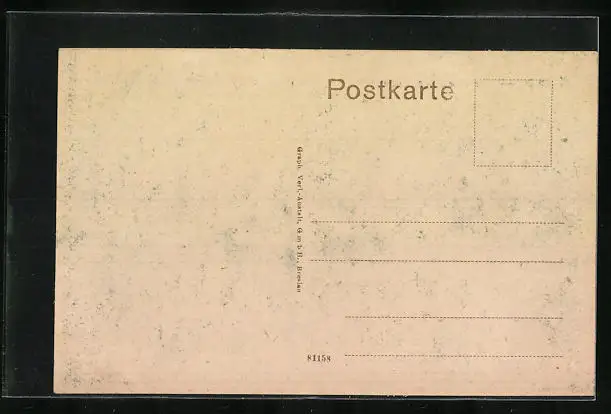 Postkarte
Graph. Verl.-Anstalt, G m b H., Breslau
81158